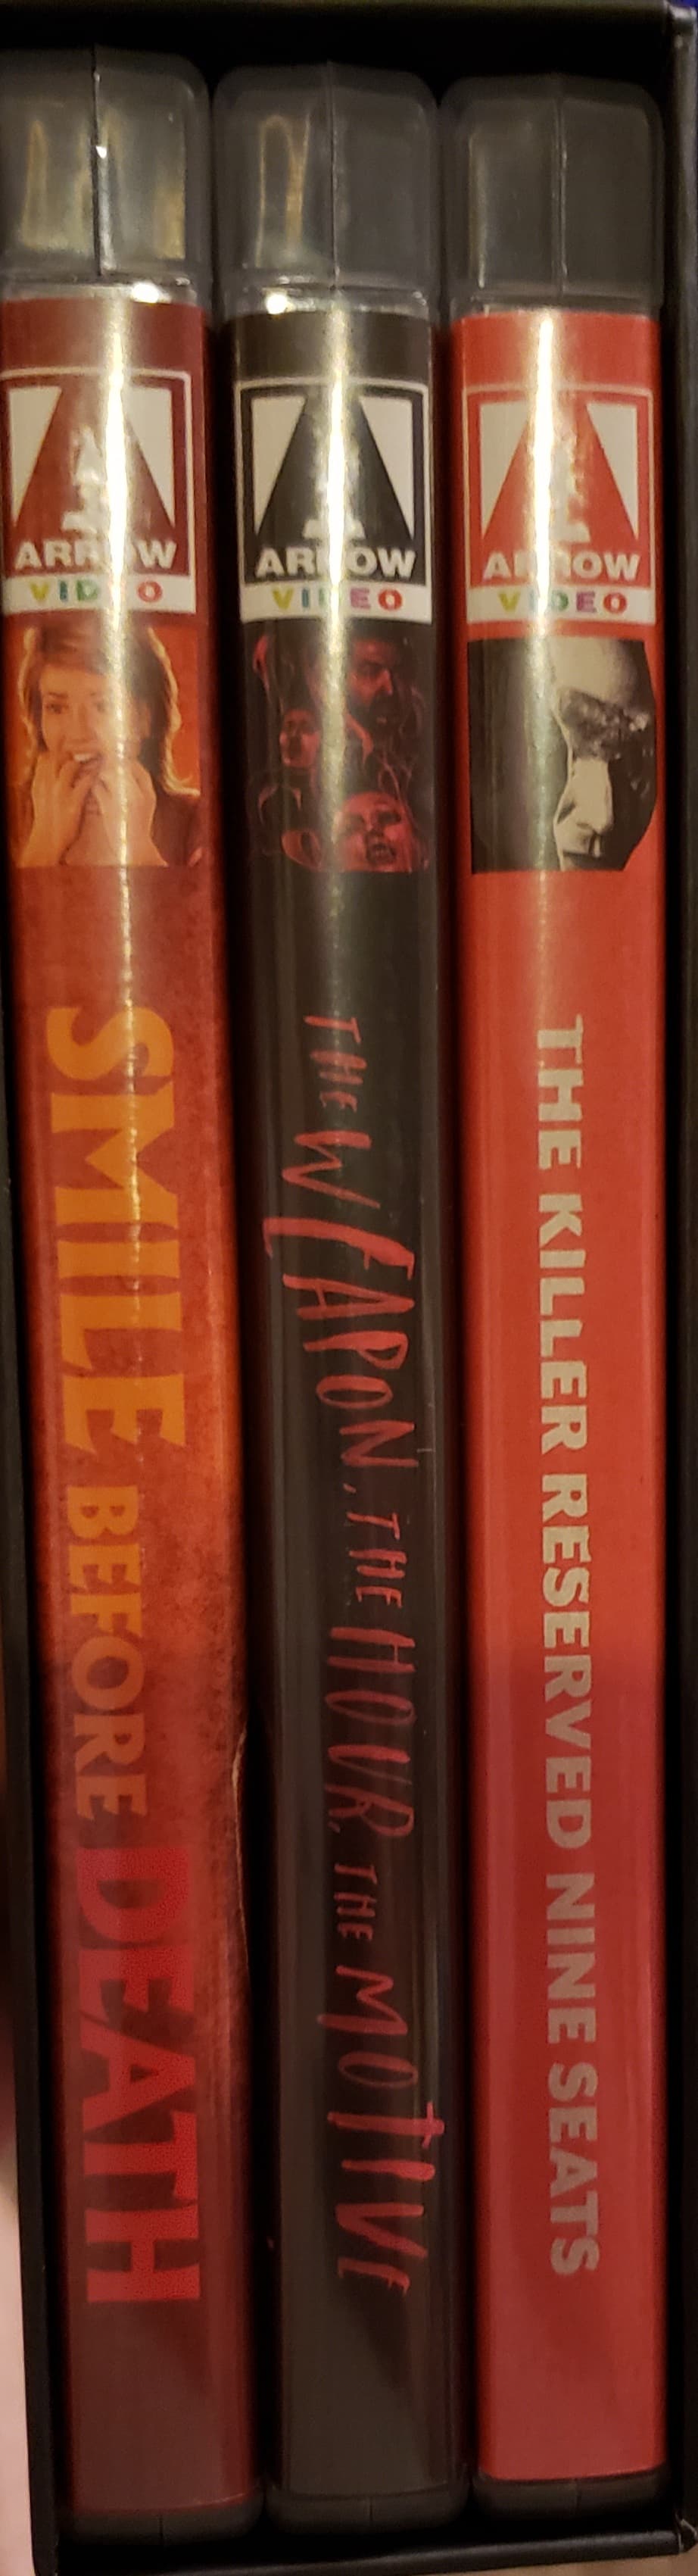 ARROW
VIDEO
SMILE BEFORE DEATH
ARROW
VIDEO
THE WEAPON, THE HOUR, THE MOTIVE
ARROW
VIDEO
THE KILLER RESERVED NINE SEATS